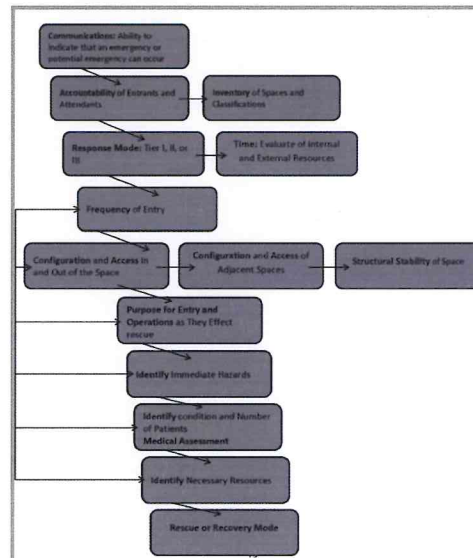 Communications: Ability to
indicate that an emergency or
potential emergency can occur
Accountability of Entrants and
Attendants
Inventory of Spaces and
Classifications
Response Mode: Tier I, II, or
III
Time: Evaluate of Internal
and External Resources
Frequency of Entry
Configuration and Access in
and Out of the Space
Configuration and Access of
Adjacent Spaces
Structural Stability of Space
Purpose for Entry and
Operations as They Effect
rescue
Identify Immediate Hazards
Identify condition and Number
of Patients
Medical Assessment
Identify Necessary Resources
Rescue or Recovery Mode